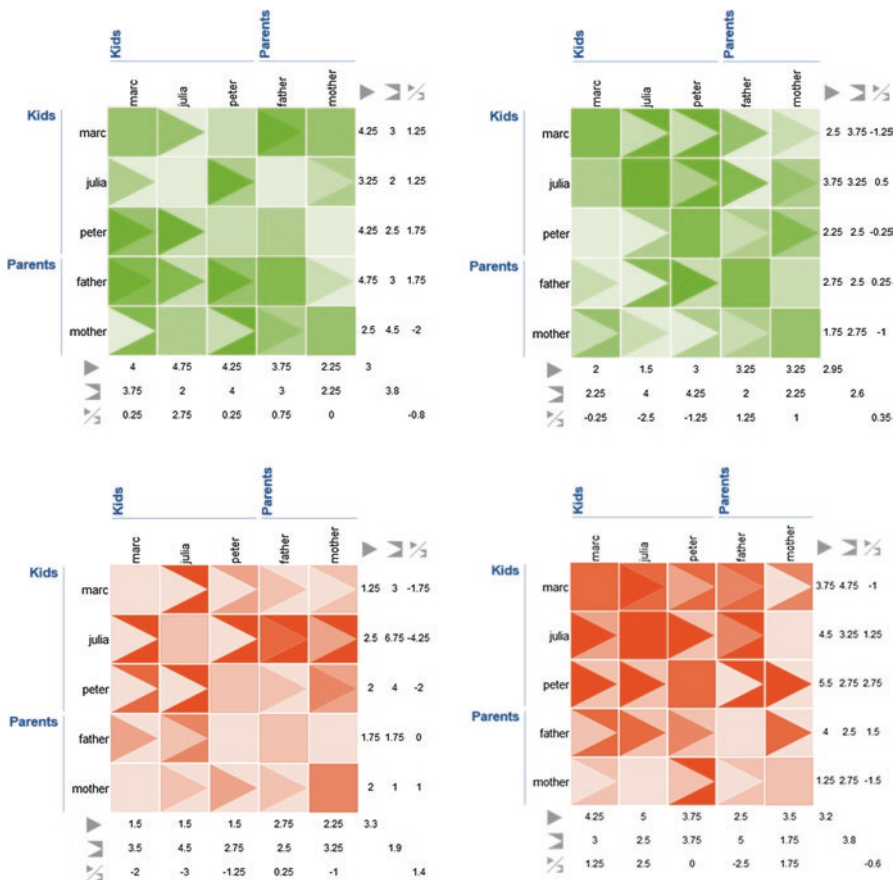 Kids Parents
marc julia peter father mother
Kids marc 4.25 3 1.25
julia 3.25 2 1.25
peter 4.25 2.5 1.75
Parents father 4.75 3 1.75
mother 2.5 4.5 -2
4 4.75 4.25 3.75 2.25 3
3.75 2 4 3 2.25 3.8
0.25 2.75 0.25 0.75 0 -0.8
Kids Parents
marc julia peter father mother
Kids marc 2.5 3.75 -1.25
julia 3.75 3.25 0.5
peter 2.25 2.5 -0.25
Parents father 2.75 2.5 0.25
mother 1.75 2.75 -1
2 1.5 3 3.25 3.25 2.95
2.25 4 4.25 2 2.25 2.6
-0.25 -2.5 -1.25 1.25 1 0.35
Kids Parents
marc julia peter father mother
Kids marc 1.25 3 -1.75
julia 2.5 6.75 -4.25
peter 2 4 -2
Parents father 1.75 1.75 0
mother 2 1 1
1.5 1.5 1.5 2.75 2.25 3.3
3.5 4.5 2.75 2.5 3.25 1.9
-2 -3 -1.25 0.25 -1 1.4
Kids Parents
marc julia peter father mother
Kids marc 3.75 4.75 -1
julia 4.5 3.25 1.25
peter 5.5 2.75 2.75
Parents father 4 2.5 1.5
mother 1.25 2.75 -1.5
4.25 5 3.75 2.5 3.5 3.2
3 2.5 3.75 5 1.75 3.8
1.25 2.5 0 -2.5 1.75 -0.6